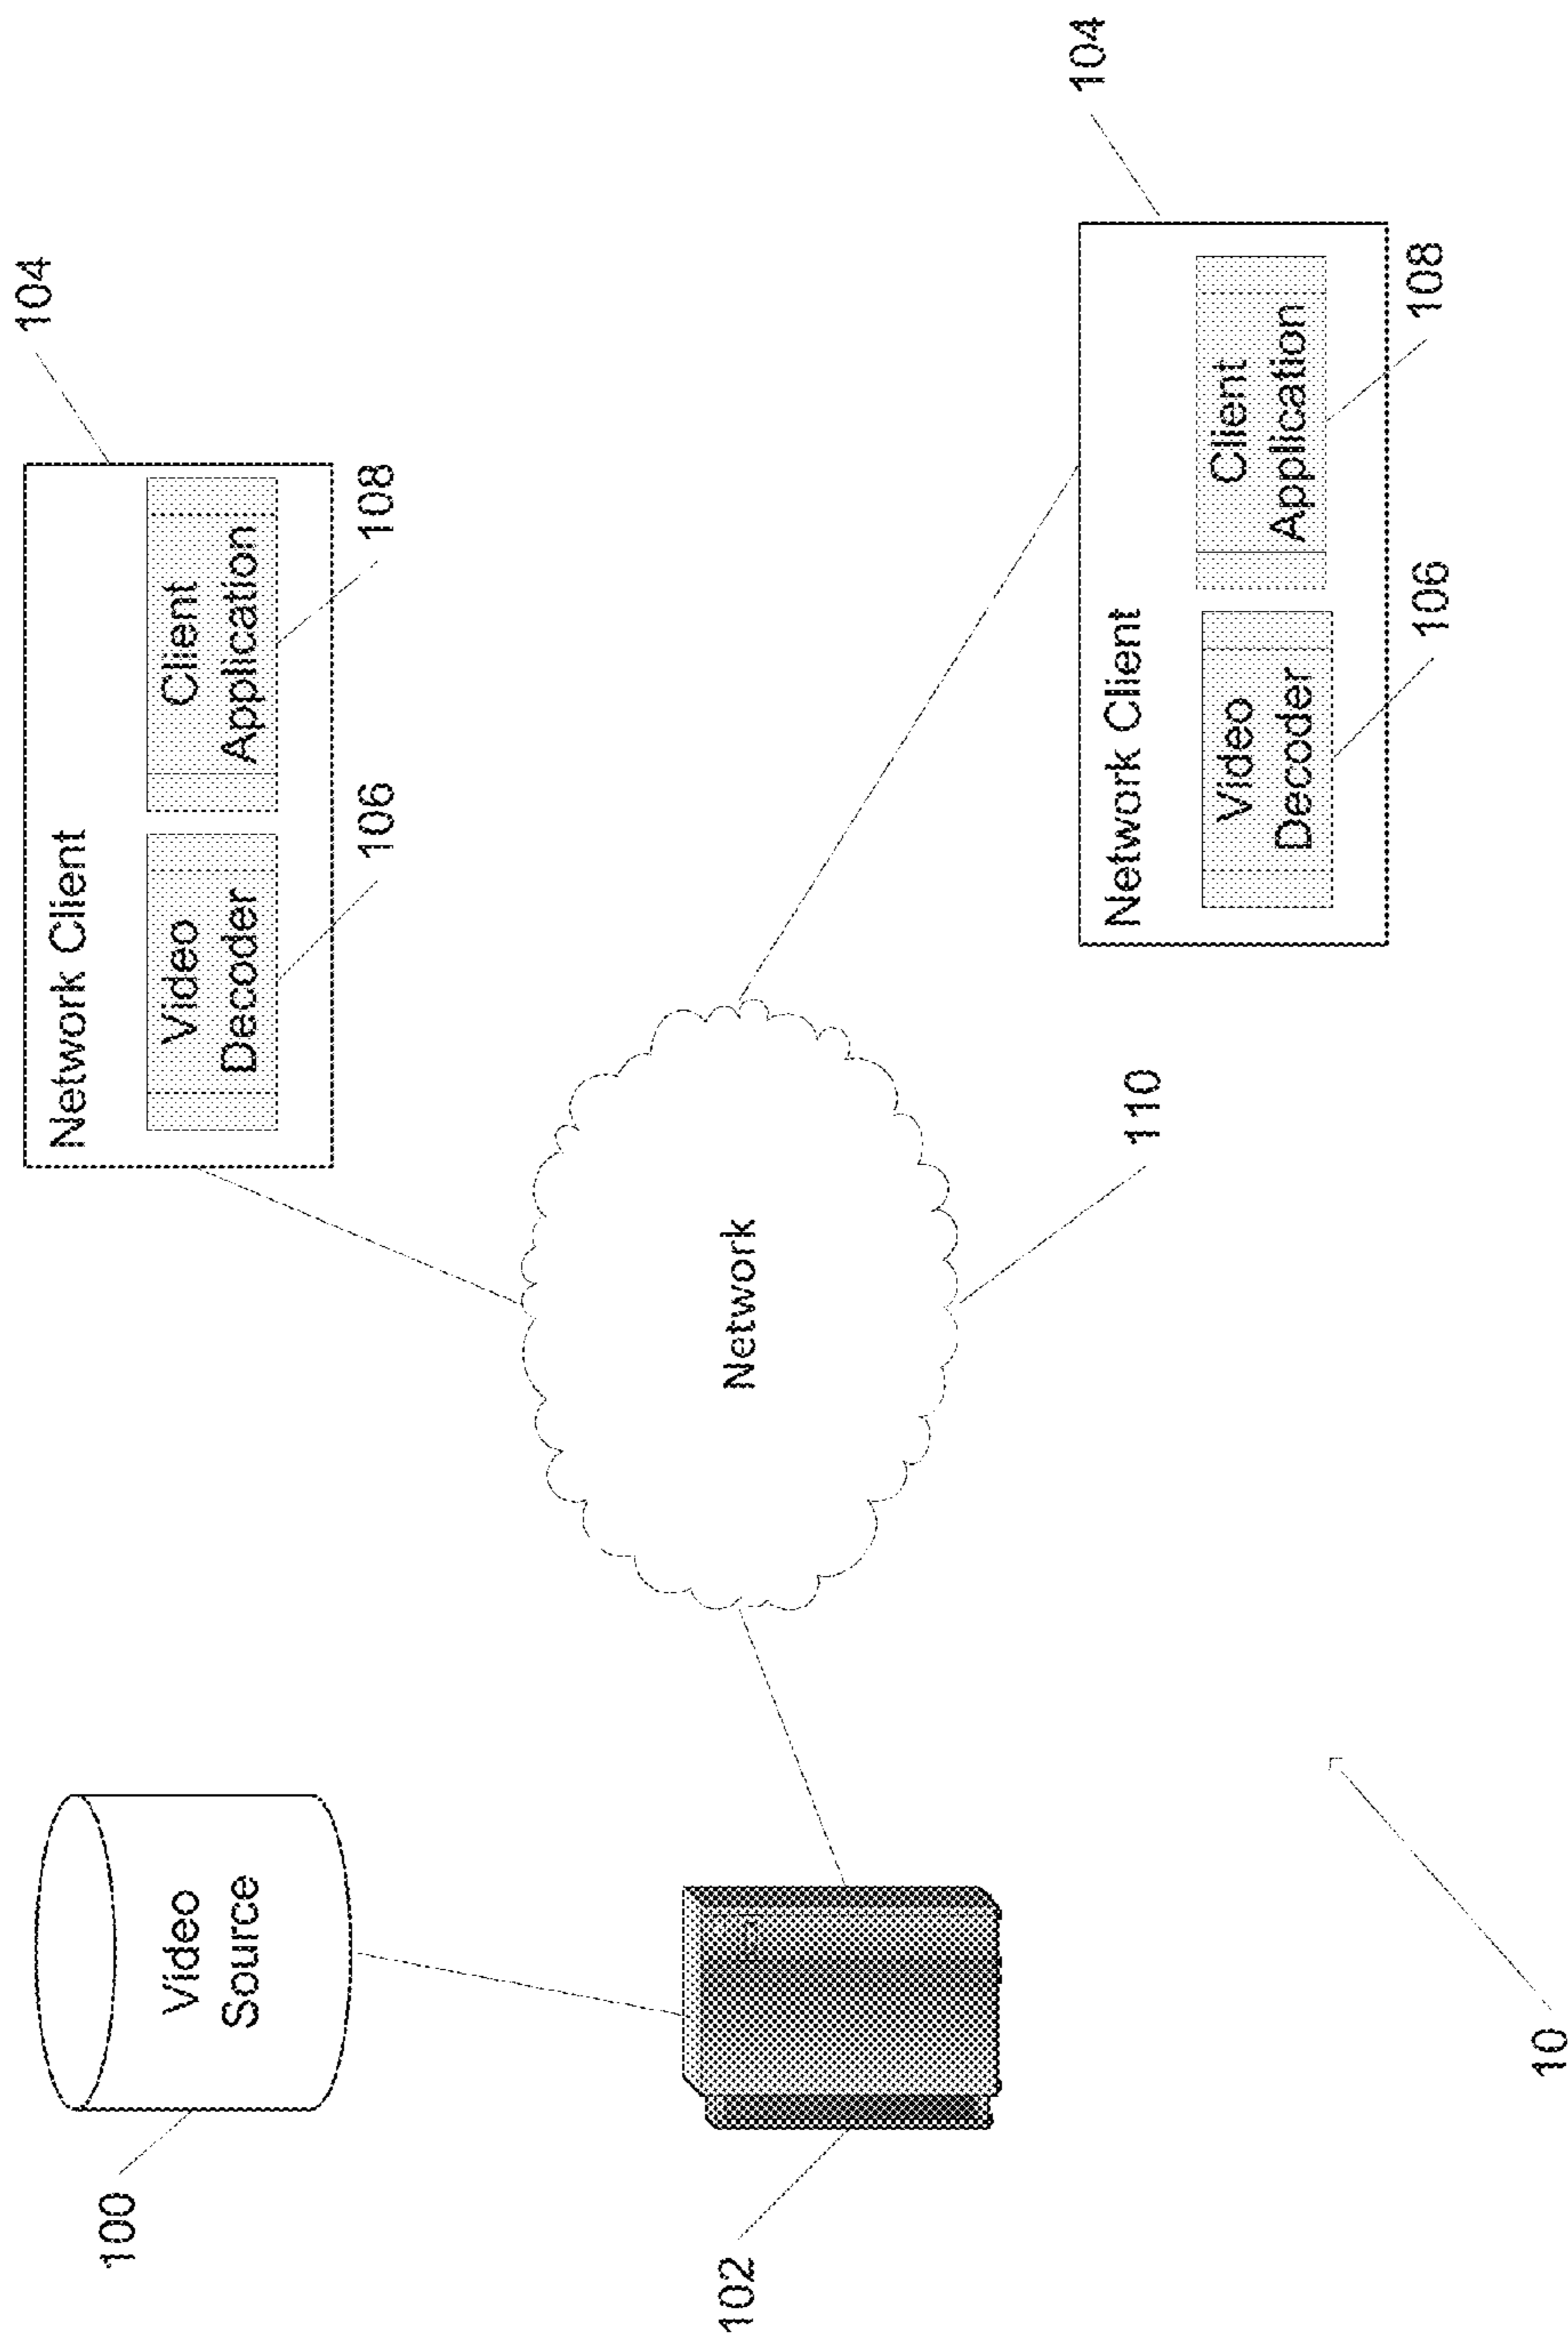 100
Video
Source
102
10
Network
110
Network Client
104
Video
Decoder
106
Client
Application
108
Network Client
104
Video
Decoder
106
Client
Application
108